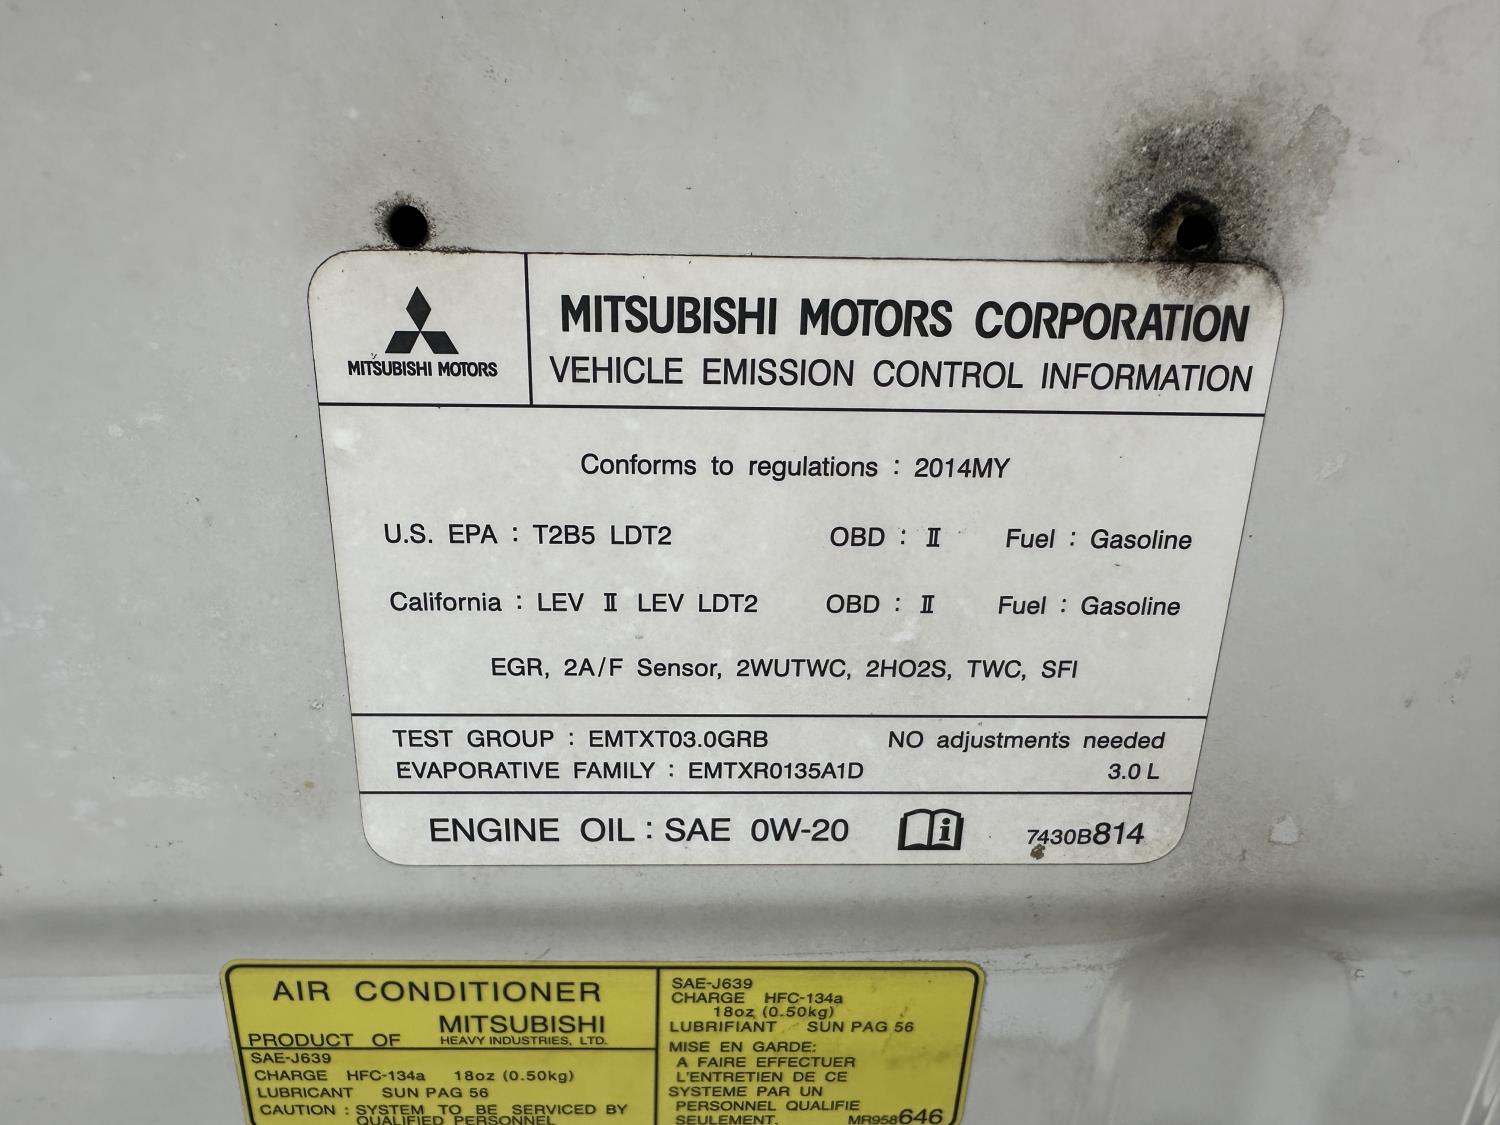 MITSUBISHI MOTORS
MITSUBISHI MOTORS CORPORATION
VEHICLE EMISSION CONTROL INFORMATION
Conforms to regulations : 2014MY
U.S. EPA : T2B5 LDT2 OBD : II Fuel : Gasoline
California : LEV II LEV LDT2 OBD : II Fuel : Gasoline
EGR, 2A/F Sensor, 2WUTWC, 2HO2S, TWC, SFI
TEST GROUP : EMTXT03.0GRB NO adjustments needed
EVAPORATIVE FAMILY : EMTXR0135A1D 3.0 L
ENGINE OIL : SAE 0W-20 i 7430B814
AIR CONDITIONER
PRODUCT OF MITSUBISHI
HEAVY INDUSTRIES, LTD.
SAE-J639
CHARGE HFC-134a 18oz (0.50kg)
LUBRICANT SUN PAG 56
CAUTION : SYSTEM TO BE SERVICED BY
QUALIFIED PERSONNEL
SAE-J639
CHARGE HFC-134a
18oz (0.50kg)
LUBRIFIANT SUN PAG 56
MISE EN GARDE:
A FAIRE EFFECTUER
L'ENTRETIEN DE CE
SYSTEME PAR UN
PERSONNEL QUALIFIE
SEULEMENT. MR958646